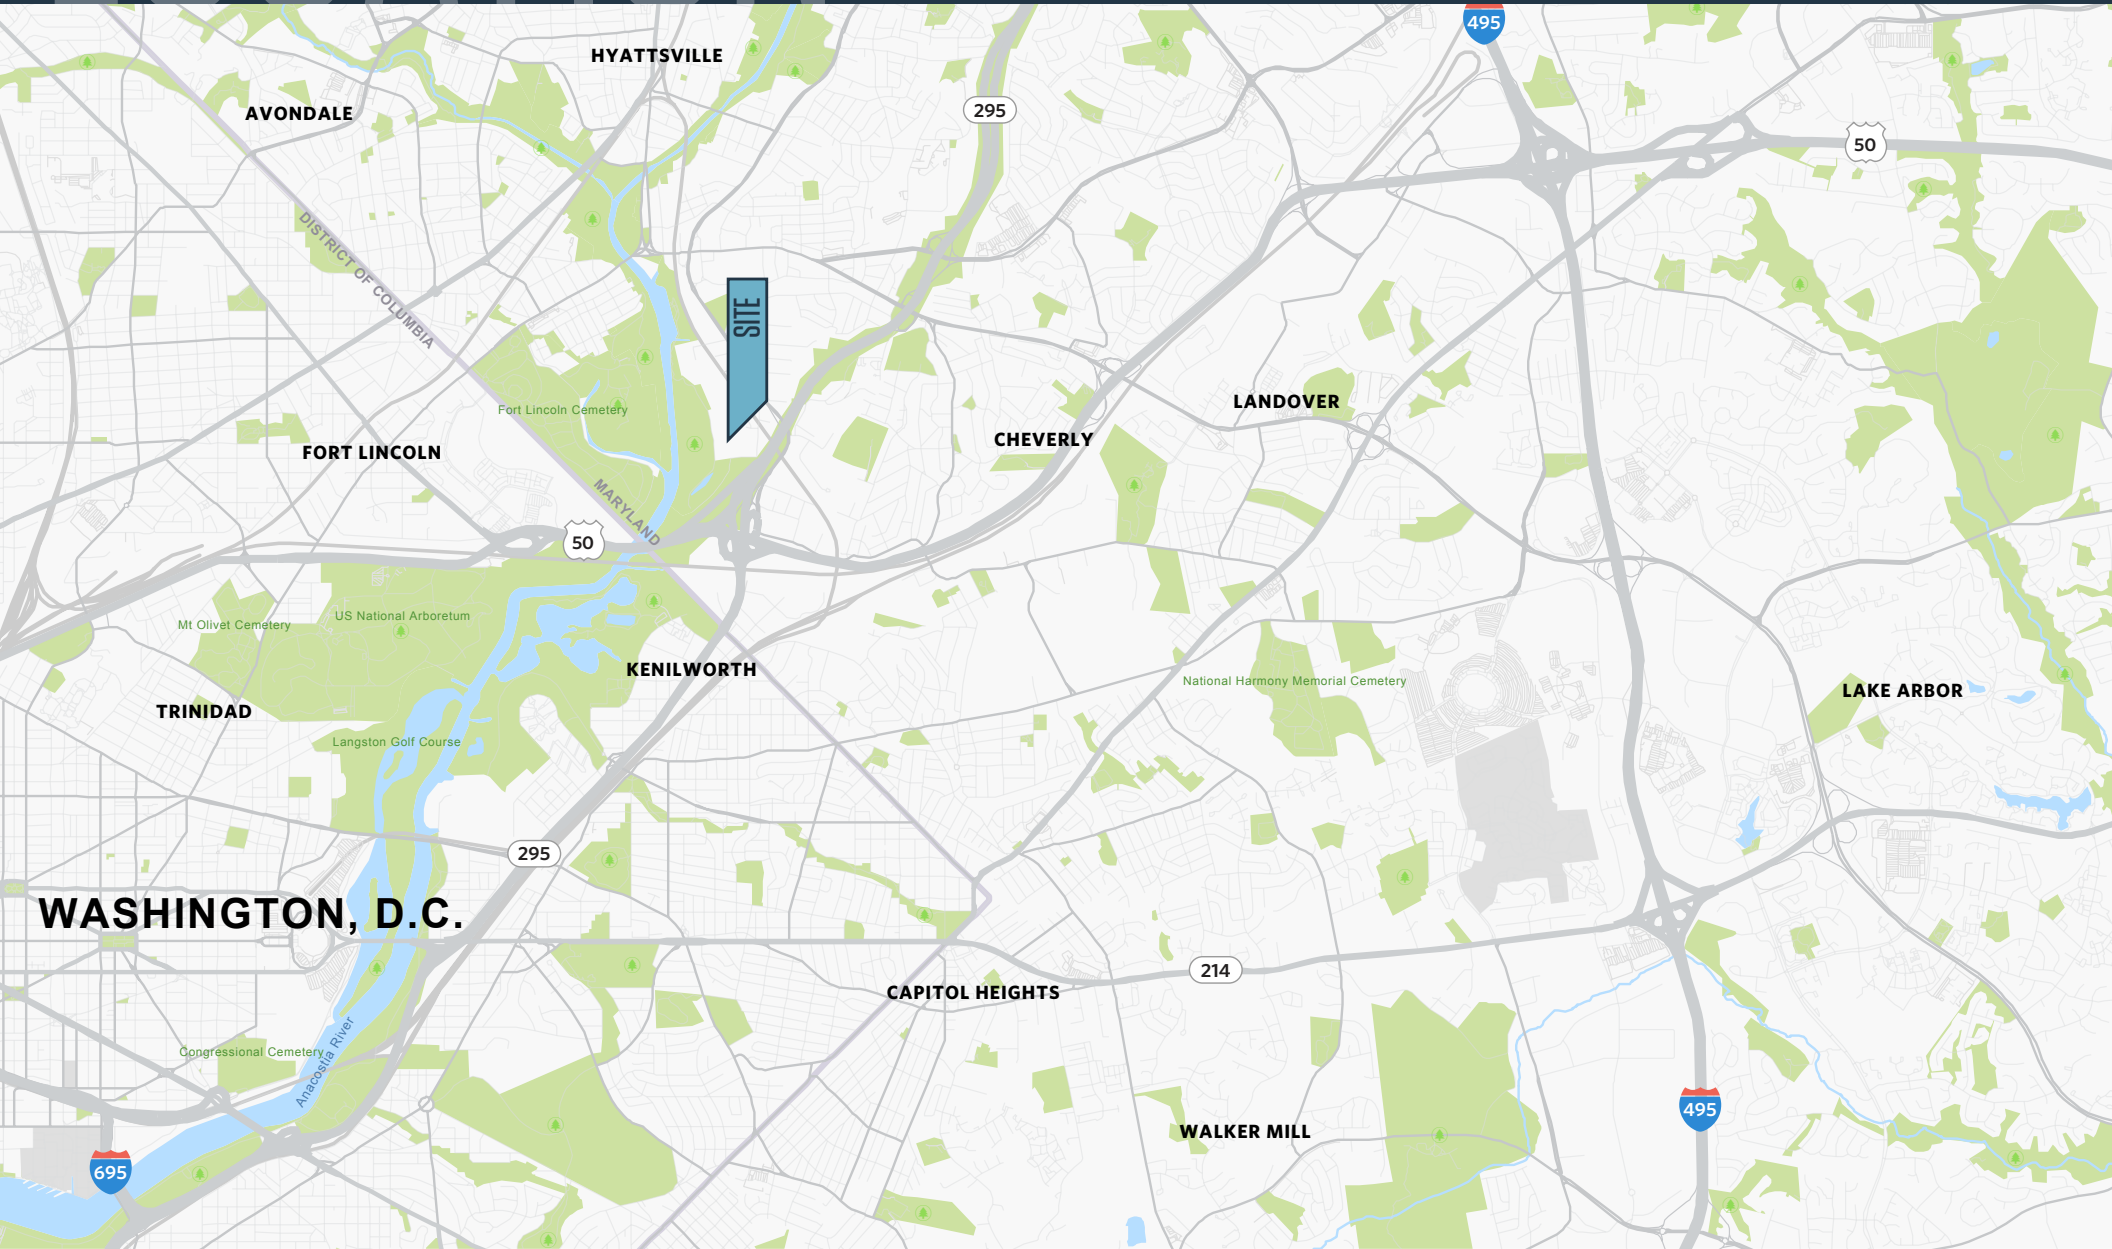 495
HYATTSVILLE
AVONDALE
295
50
DISTRICT OF COLUMBIA
SITE
Fort Lincoln Cemetery
LANDOVER
CHEVERLY
FORT LINCOLN
MARYLAND
50
US National Arboretum
Mt Olivet Cemetery
KENILWORTH
National Harmony Memorial Cemetery
LAKE ARBOR
TRINIDAD
Langston Golf Course
295
WASHINGTON, D.C.
214
CAPITOL HEIGHTS
Congressional Cemetery
Anacostia River
495
WALKER MILL
695